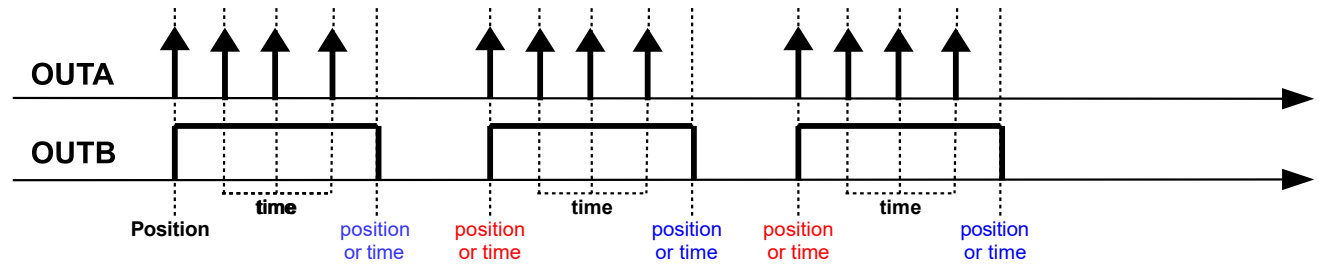 OUTA
OUTB
time time time
Position position position position position position
or time or time or time or time or time